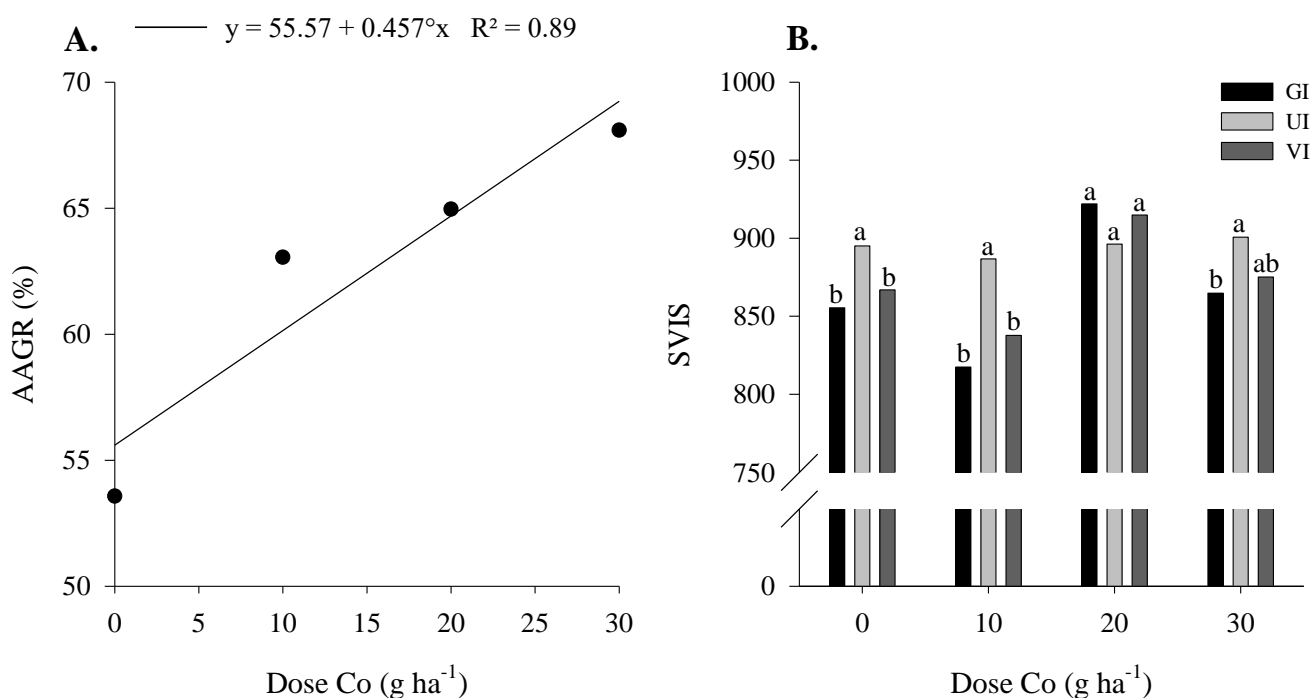 A.
y = 55.57 + 0.457°x R² = 0.89
70
65
60
55
50
AAGR (%)
0 5 10 15 20 25 30
Dose Co (g ha⁻¹)
B.
1000
950
900
850
800
750
0
SVIS
GI
UI
VI
b a b
b a b
a a a
b a ab
0 10 20 30
Dose Co (g ha⁻¹)